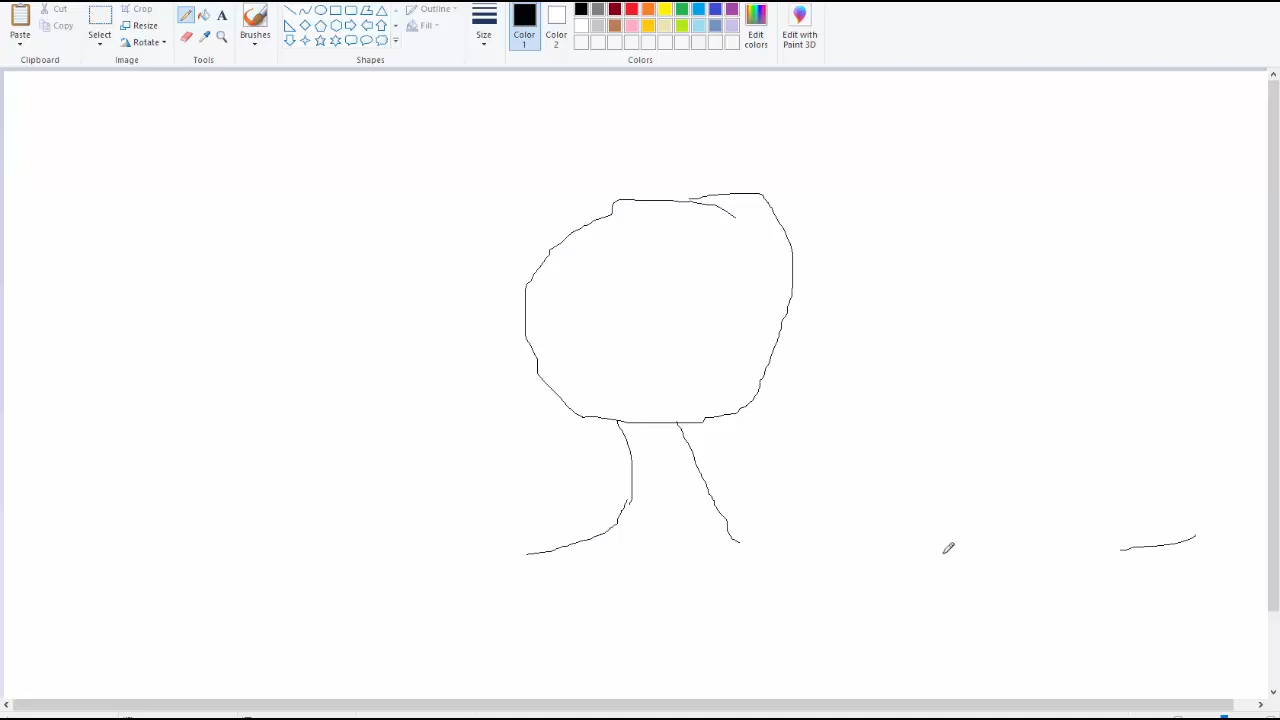 Cut
Crop
Outline
Copy
Resize
Fill
Paste
Select
Rotate
Brushes
Size
Color
1
Color
2
Edit
colors
Edit with
Paint 3D
Clipboard
Image
Tools
Shapes
Colors
A